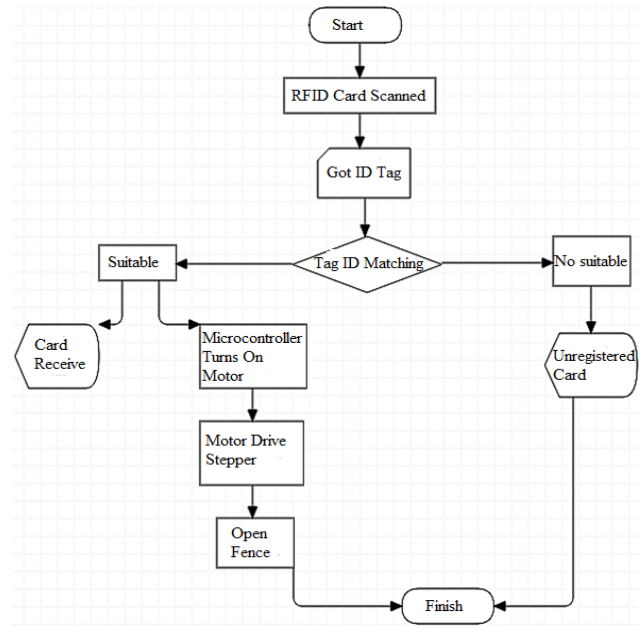 Start
RFID Card Scanned
Got ID Tag
Tag ID Matching
Suitable
No suitable
Card
Receive
Microcontroller
Turns On
Motor
Unregistered
Card
Motor Drive
Stepper
Open
Fence
Finish